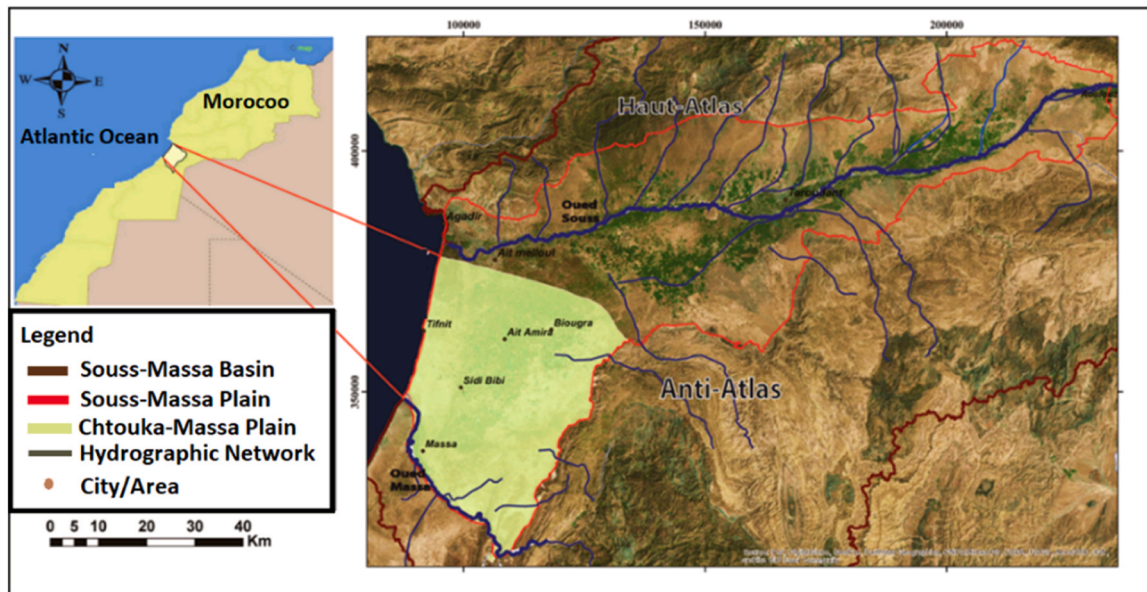 100000 150000 200000
map
N
W E
S
Morocoo
Atlantic Ocean
400000
350000
Haut-Atlas
Oued
Souss
Agadir
Ait melloul
Tifnit
Ait Amira
Biougra
Sidi Bibi
Anti-Atlas
Massa
Oued
Massa
Legend
Souss-Massa Basin
Souss-Massa Plain
Chtouka-Massa Plain
Hydrographic Network
City/Area
0 5 10 20 30 40
Km